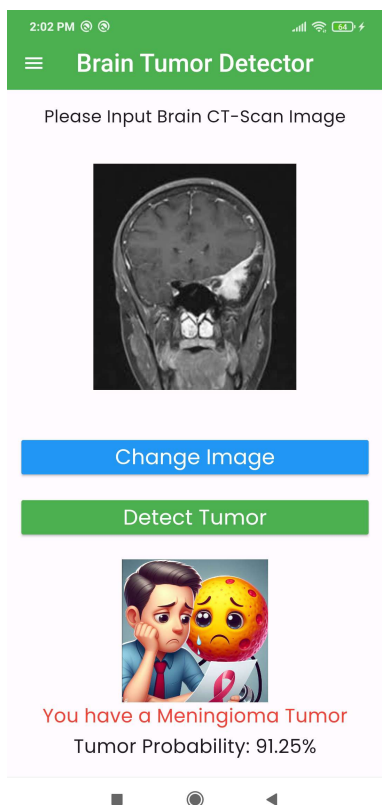 2:02 PM
64
Brain Tumor Detector
Please Input Brain CT-Scan Image
Change Image
Detect Tumor
You have a Meningioma Tumor
Tumor Probability: 91.25%